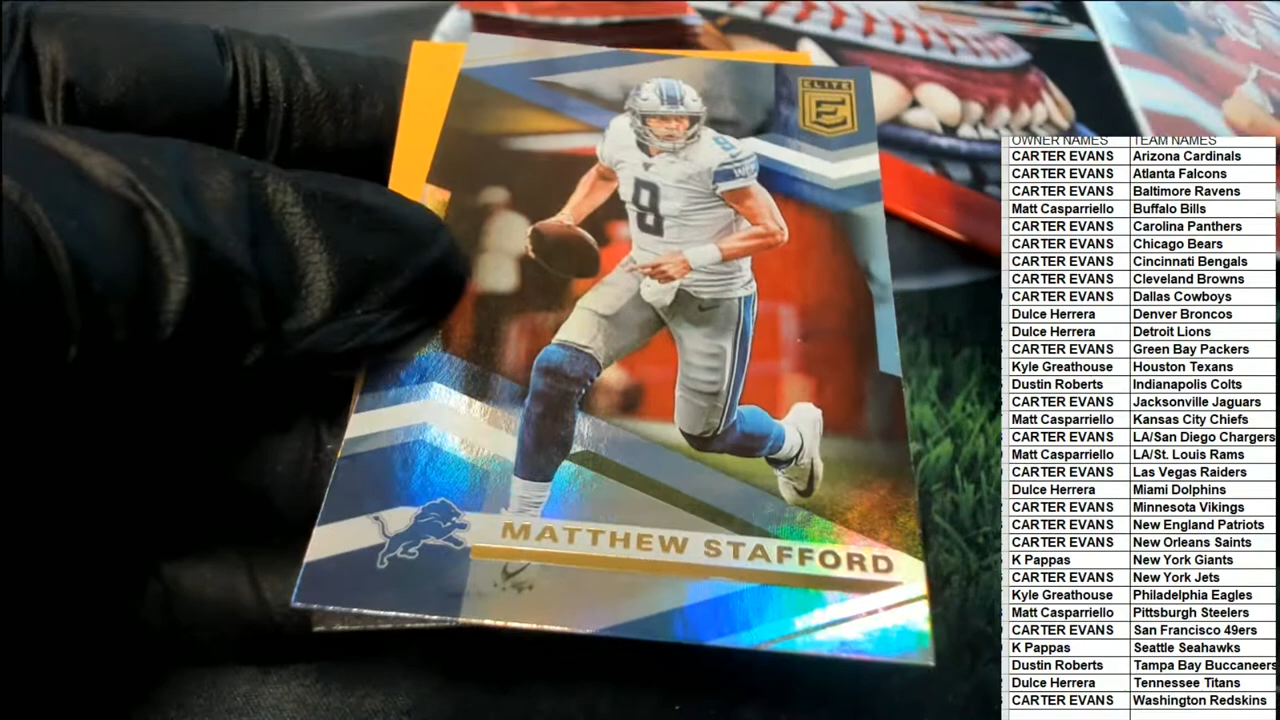 ELITE
E
9
9
MATTHEW STAFFORD
OWNER NAMES TEAM NAMES
CARTER EVANS Arizona Cardinals
CARTER EVANS Atlanta Falcons
CARTER EVANS Baltimore Ravens
Matt Casparriello Buffalo Bills
CARTER EVANS Carolina Panthers
CARTER EVANS Chicago Bears
CARTER EVANS Cincinnati Bengals
CARTER EVANS Cleveland Browns
CARTER EVANS Dallas Cowboys
Dulce Herrera Denver Broncos
Dulce Herrera Detroit Lions
CARTER EVANS Green Bay Packers
Kyle Greathouse Houston Texans
Dustin Roberts Indianapolis Colts
CARTER EVANS Jacksonville Jaguars
Matt Casparriello Kansas City Chiefs
CARTER EVANS LA/San Diego Chargers
Matt Casparriello LA/St. Louis Rams
CARTER EVANS Las Vegas Raiders
Dulce Herrera Miami Dolphins
CARTER EVANS Minnesota Vikings
CARTER EVANS New England Patriots
CARTER EVANS New Orleans Saints
K Pappas New York Giants
CARTER EVANS New York Jets
Kyle Greathouse Philadelphia Eagles
Matt Casparriello Pittsburgh Steelers
CARTER EVANS San Francisco 49ers
K Pappas Seattle Seahawks
Dustin Roberts Tampa Bay Buccaneers
Dulce Herrera Tennessee Titans
CARTER EVANS Washington Redskins